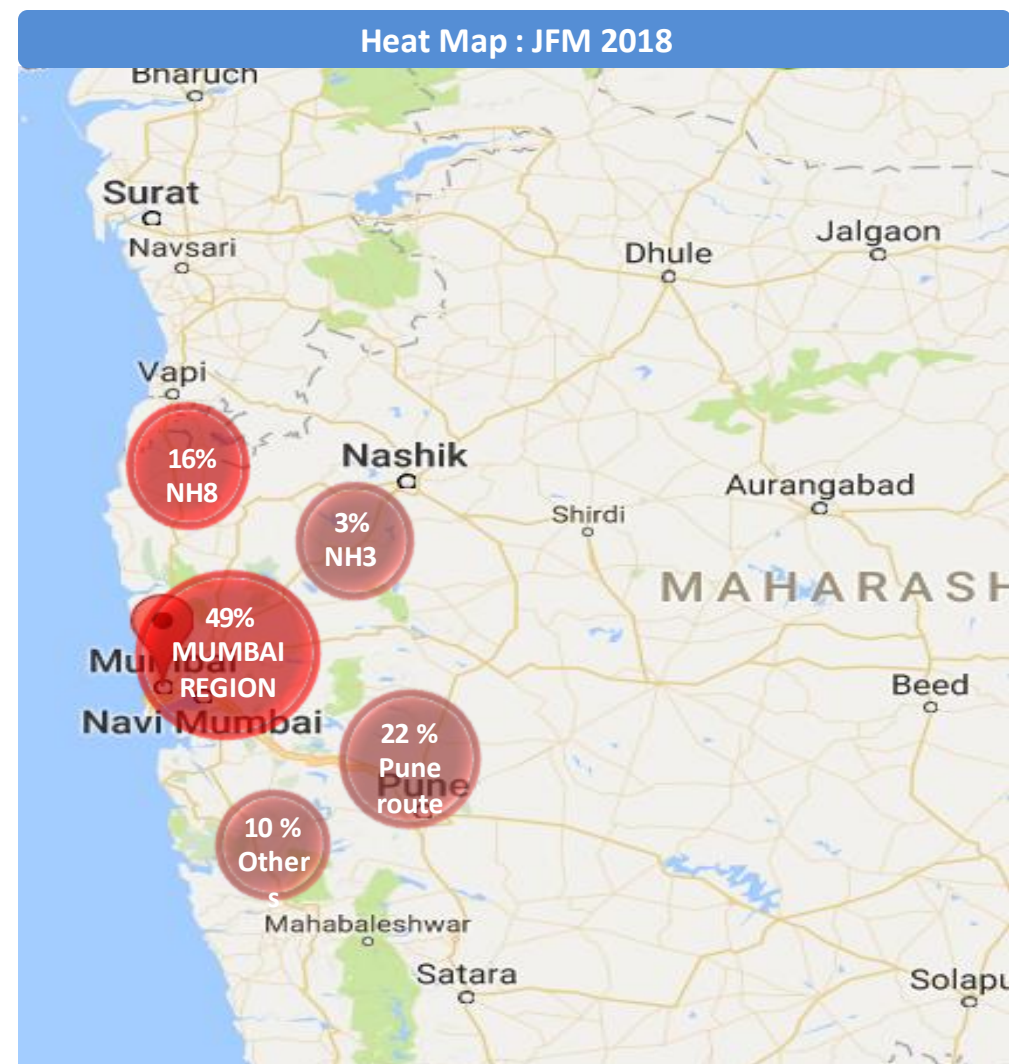 Heat Map : JFM 2018
Bharuch
Surat
Navsari
Dhule
Jalgaon
Vapi
16%
NH8
Nashik
Aurangabad
Shirdi
3%
NH3
MAHARASH
49%
MUMBAI
REGION
Mumbai
Navi Mumbai
Beed
22 %
Pune
route
Pune
10 %
Other
s
Mahabaleshwar
Satara
Solapu